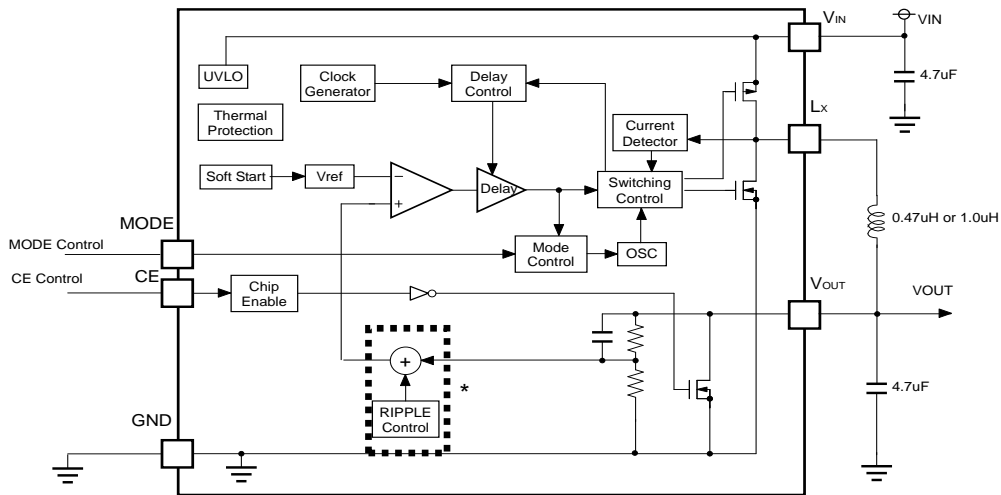 VIN
VIN
4.7uF
UVLO
Clock
Generator
Delay
Control
LX
Thermal
Protection
Current
Detector
Soft Start
Vref
−
+
Delay
Switching
Control
0.47uH or 1.0uH
MODE
MODE Control
Mode
Control
OSC
CE
CE Control
Chip
Enable
VOUT
VOUT
+
*
4.7uF
RIPPLE
Control
GND